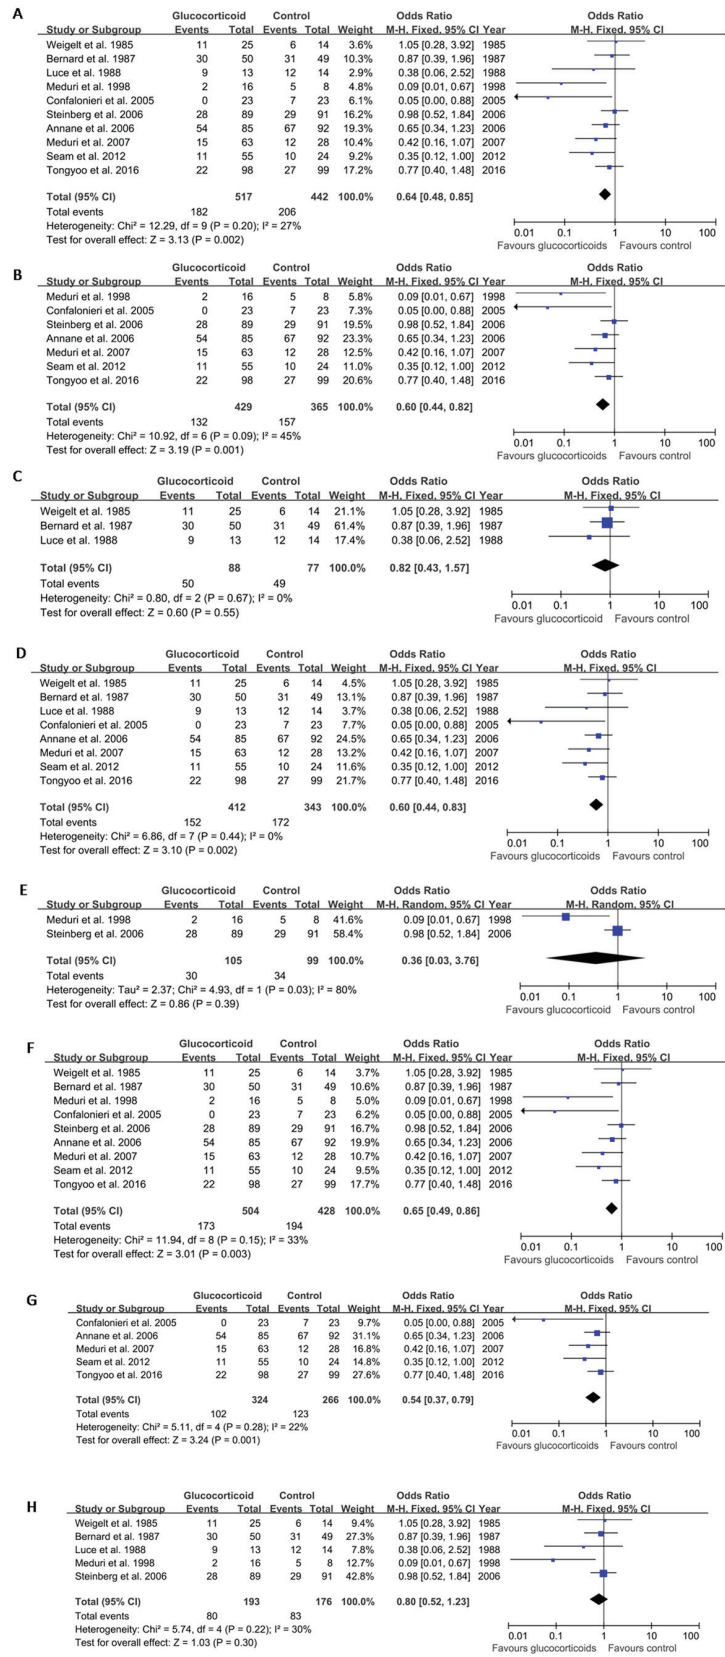 A
Glucocorticoid Control Odds Ratio Odds Ratio
Study or Subgroup Events Total Events Total Weight M-H. Fixed. 95% CI Year M-H. Fixed. 95% CI
Weigelt et al. 1985 11 25 6 14 3.6% 1.05 [0.28, 3.92] 1985
Bernard et al. 1987 30 50 31 49 10.3% 0.87 [0.39, 1.96] 1987
Luce et al. 1988 9 13 12 14 2.9% 0.38 [0.06, 2.52] 1988
Meduri et al. 1998 2 16 5 8 4.8% 0.09 [0.01, 0.67] 1998
Confalonieri et al. 2005 0 23 7 23 6.0% 0.05 [0.00, 0.88] 2005
Steinberg et al. 2006 28 89 29 91 16.2% 0.98 [0.52, 1.84] 2006
Annane et al. 2006 54 85 67 92 19.3% 0.65 [0.34, 1.23] 2006
Meduri et al. 2007 15 63 12 28 10.4% 0.42 [0.16, 1.07] 2007
Seam et al. 2012 11 55 10 24 9.2% 0.35 [0.12, 1.00] 2012
Tongyoo et al. 2016 22 98 27 99 17.2% 0.77 [0.40, 1.48] 2016
Total (95% CI) 517 442 100.0% 0.64 [0.48, 0.85]
Total events 182 206
Heterogeneity: Chi² = 12.29, df = 9 (P = 0.20); I² = 27%
Test for overall effect: Z = 3.13 (P = 0.002)
0.01 0.1 1 10 100
Favours glucocorticoids Favours control
B
Glucocorticoid Control Odds Ratio Odds Ratio
Study or Subgroup Events Total Events Total Weight M-H. Fixed. 95% CI Year M-H. Fixed. 95% CI
Meduri et al. 1998 2 16 5 8 5.8% 0.09 [0.01, 0.67] 1998
Confalonieri et al. 2005 0 23 7 23 7.3% 0.05 [0.00, 0.88] 2005
Steinberg et al. 2006 28 89 29 91 19.5% 0.98 [0.52, 1.84] 2006
Annane et al. 2006 54 85 67 92 23.3% 0.65 [0.34, 1.23] 2006
Meduri et al. 2007 15 63 12 28 12.5% 0.42 [0.16, 1.07] 2007
Seam et al. 2012 11 55 10 24 11.0% 0.35 [0.12, 1.00] 2012
Tongyoo et al. 2016 22 98 27 99 20.6% 0.77 [0.40, 1.48] 2016
Total (95% CI) 429 365 100.0% 0.60 [0.44, 0.82]
Total events 132 157
Heterogeneity: Chi² = 10.92, df = 6 (P = 0.09); I² = 45%
Test for overall effect: Z = 3.19 (P = 0.001)
0.01 0.1 1 10 100
Favours glucocorticoids Favours control
C
Glucocorticoid Control Odds Ratio Odds Ratio
Study or Subgroup Events Total Events Total Weight M-H. Fixed. 95% CI Year M-H. Fixed. 95% CI
Weigelt et al. 1985 11 25 6 14 21.1% 1.05 [0.28, 3.92] 1985
Bernard et al. 1987 30 50 31 49 61.4% 0.87 [0.39, 1.96] 1987
Luce et al. 1988 9 13 12 14 17.4% 0.38 [0.06, 2.52] 1988
Total (95% CI) 88 77 100.0% 0.82 [0.43, 1.57]
Total events 50 49
Heterogeneity: Chi² = 0.80, df = 2 (P = 0.67); I² = 0%
Test for overall effect: Z = 0.60 (P = 0.55)
0.01 0.1 1 10 100
Favours glucocorticoid Favours control
D
Glucocorticoid Control Odds Ratio Odds Ratio
Study or Subgroup Events Total Events Total Weight M-H. Fixed. 95% CI Year M-H. Fixed. 95% CI
Weigelt et al. 1985 11 25 6 14 4.5% 1.05 [0.28, 3.92] 1985
Bernard et al. 1987 30 50 31 49 13.1% 0.87 [0.39, 1.96] 1987
Luce et al. 1988 9 13 12 14 3.7% 0.38 [0.06, 2.52] 1988
Confalonieri et al. 2005 0 23 7 23 7.7% 0.05 [0.00, 0.88] 2005
Annane et al. 2006 54 85 67 92 24.5% 0.65 [0.34, 1.23] 2006
Meduri et al. 2007 15 63 12 28 13.2% 0.42 [0.16, 1.07] 2007
Seam et al. 2012 11 55 10 24 11.6% 0.35 [0.12, 1.00] 2012
Tongyoo et al. 2016 22 98 27 99 21.7% 0.77 [0.40, 1.48] 2016
Total (95% CI) 412 343 100.0% 0.60 [0.44, 0.83]
Total events 152 172
Heterogeneity: Chi² = 6.86, df = 7 (P = 0.44); I² = 0%
Test for overall effect: Z = 3.10 (P = 0.002)
0.01 0.1 1 10 100
Favours glucocorticoids Favours control
E
Glucocorticoid Control Odds Ratio Odds Ratio
Study or Subgroup Events Total Events Total Weight M-H. Random. 95% CI Year M-H. Random. 95% CI
Meduri et al. 1998 2 16 5 8 41.6% 0.09 [0.01, 0.67] 1998
Steinberg et al. 2006 28 89 29 91 58.4% 0.98 [0.52, 1.84] 2006
Total (95% CI) 105 99 100.0% 0.36 [0.03, 3.76]
Total events 30 34
Heterogeneity: Tau² = 2.37; Chi² = 4.93, df = 1 (P = 0.03); I² = 80%
Test for overall effect: Z = 0.86 (P = 0.39)
0.01 0.1 1 10 100
Favours glucocorticoid Favours control
F
Glucocorticoid Control Odds Ratio Odds Ratio
Study or Subgroup Events Total Events Total Weight M-H. Fixed. 95% CI Year M-H. Fixed. 95% CI
Weigelt et al. 1985 11 25 6 14 3.7% 1.05 [0.28, 3.92] 1985
Bernard et al. 1987 30 50 31 49 10.6% 0.87 [0.39, 1.96] 1987
Meduri et al. 1998 2 16 5 8 5.0% 0.09 [0.01, 0.67] 1998
Confalonieri et al. 2005 0 23 7 23 6.2% 0.05 [0.00, 0.88] 2005
Steinberg et al. 2006 28 89 29 91 16.7% 0.98 [0.52, 1.84] 2006
Annane et al. 2006 54 85 67 92 19.9% 0.65 [0.34, 1.23] 2006
Meduri et al. 2007 15 63 12 28 10.7% 0.42 [0.16, 1.07] 2007
Seam et al. 2012 11 55 10 24 9.5% 0.35 [0.12, 1.00] 2012
Tongyoo et al. 2016 22 98 27 99 17.7% 0.77 [0.40, 1.48] 2016
Total (95% CI) 504 428 100.0% 0.65 [0.49, 0.86]
Total events 173 194
Heterogeneity: Chi² = 11.94, df = 8 (P = 0.15); I² = 33%
Test for overall effect: Z = 3.01 (P = 0.003)
0.01 0.1 1 10 100
Favours glucocorticoids Favours control
G
Glucocorticoid Control Odds Ratio Odds Ratio
Study or Subgroup Events Total Events Total Weight M-H. Fixed. 95% CI Year M-H. Fixed. 95% CI
Confalonieri et al. 2005 0 23 7 23 9.7% 0.05 [0.00, 0.88] 2005
Annane et al. 2006 54 85 67 92 31.1% 0.65 [0.34, 1.23] 2006
Meduri et al. 2007 15 63 12 28 16.8% 0.42 [0.16, 1.07] 2007
Seam et al. 2012 11 55 10 24 14.8% 0.35 [0.12, 1.00] 2012
Tongyoo et al. 2016 22 98 27 99 27.6% 0.77 [0.40, 1.48] 2016
Total (95% CI) 324 266 100.0% 0.54 [0.37, 0.79]
Total events 102 123
Heterogeneity: Chi² = 5.11, df = 4 (P = 0.28); I² = 22%
Test for overall effect: Z = 3.24 (P = 0.001)
0.01 0.1 1 10 100
Favours glucocorticoids Favours control
H
Glucocorticoid Control Odds Ratio Odds Ratio
Study or Subgroup Events Total Events Total Weight M-H. Fixed. 95% CI Year M-H. Fixed. 95% CI
Weigelt et al. 1985 11 25 6 14 9.4% 1.05 [0.28, 3.92] 1985
Bernard et al. 1987 30 50 31 49 27.3% 0.87 [0.39, 1.96] 1987
Luce et al. 1988 9 13 12 14 7.8% 0.38 [0.06, 2.52] 1988
Meduri et al. 1998 2 16 5 8 12.7% 0.09 [0.01, 0.67] 1998
Steinberg et al. 2006 28 89 29 91 42.8% 0.98 [0.52, 1.84] 2006
Total (95% CI) 193 176 100.0% 0.80 [0.52, 1.23]
Total events 80 83
Heterogeneity: Chi² = 5.74, df = 4 (P = 0.22); I² = 30%
Test for overall effect: Z = 1.03 (P = 0.30)
0.01 0.1 1 10 100
Favours glucocorticoids Favours control